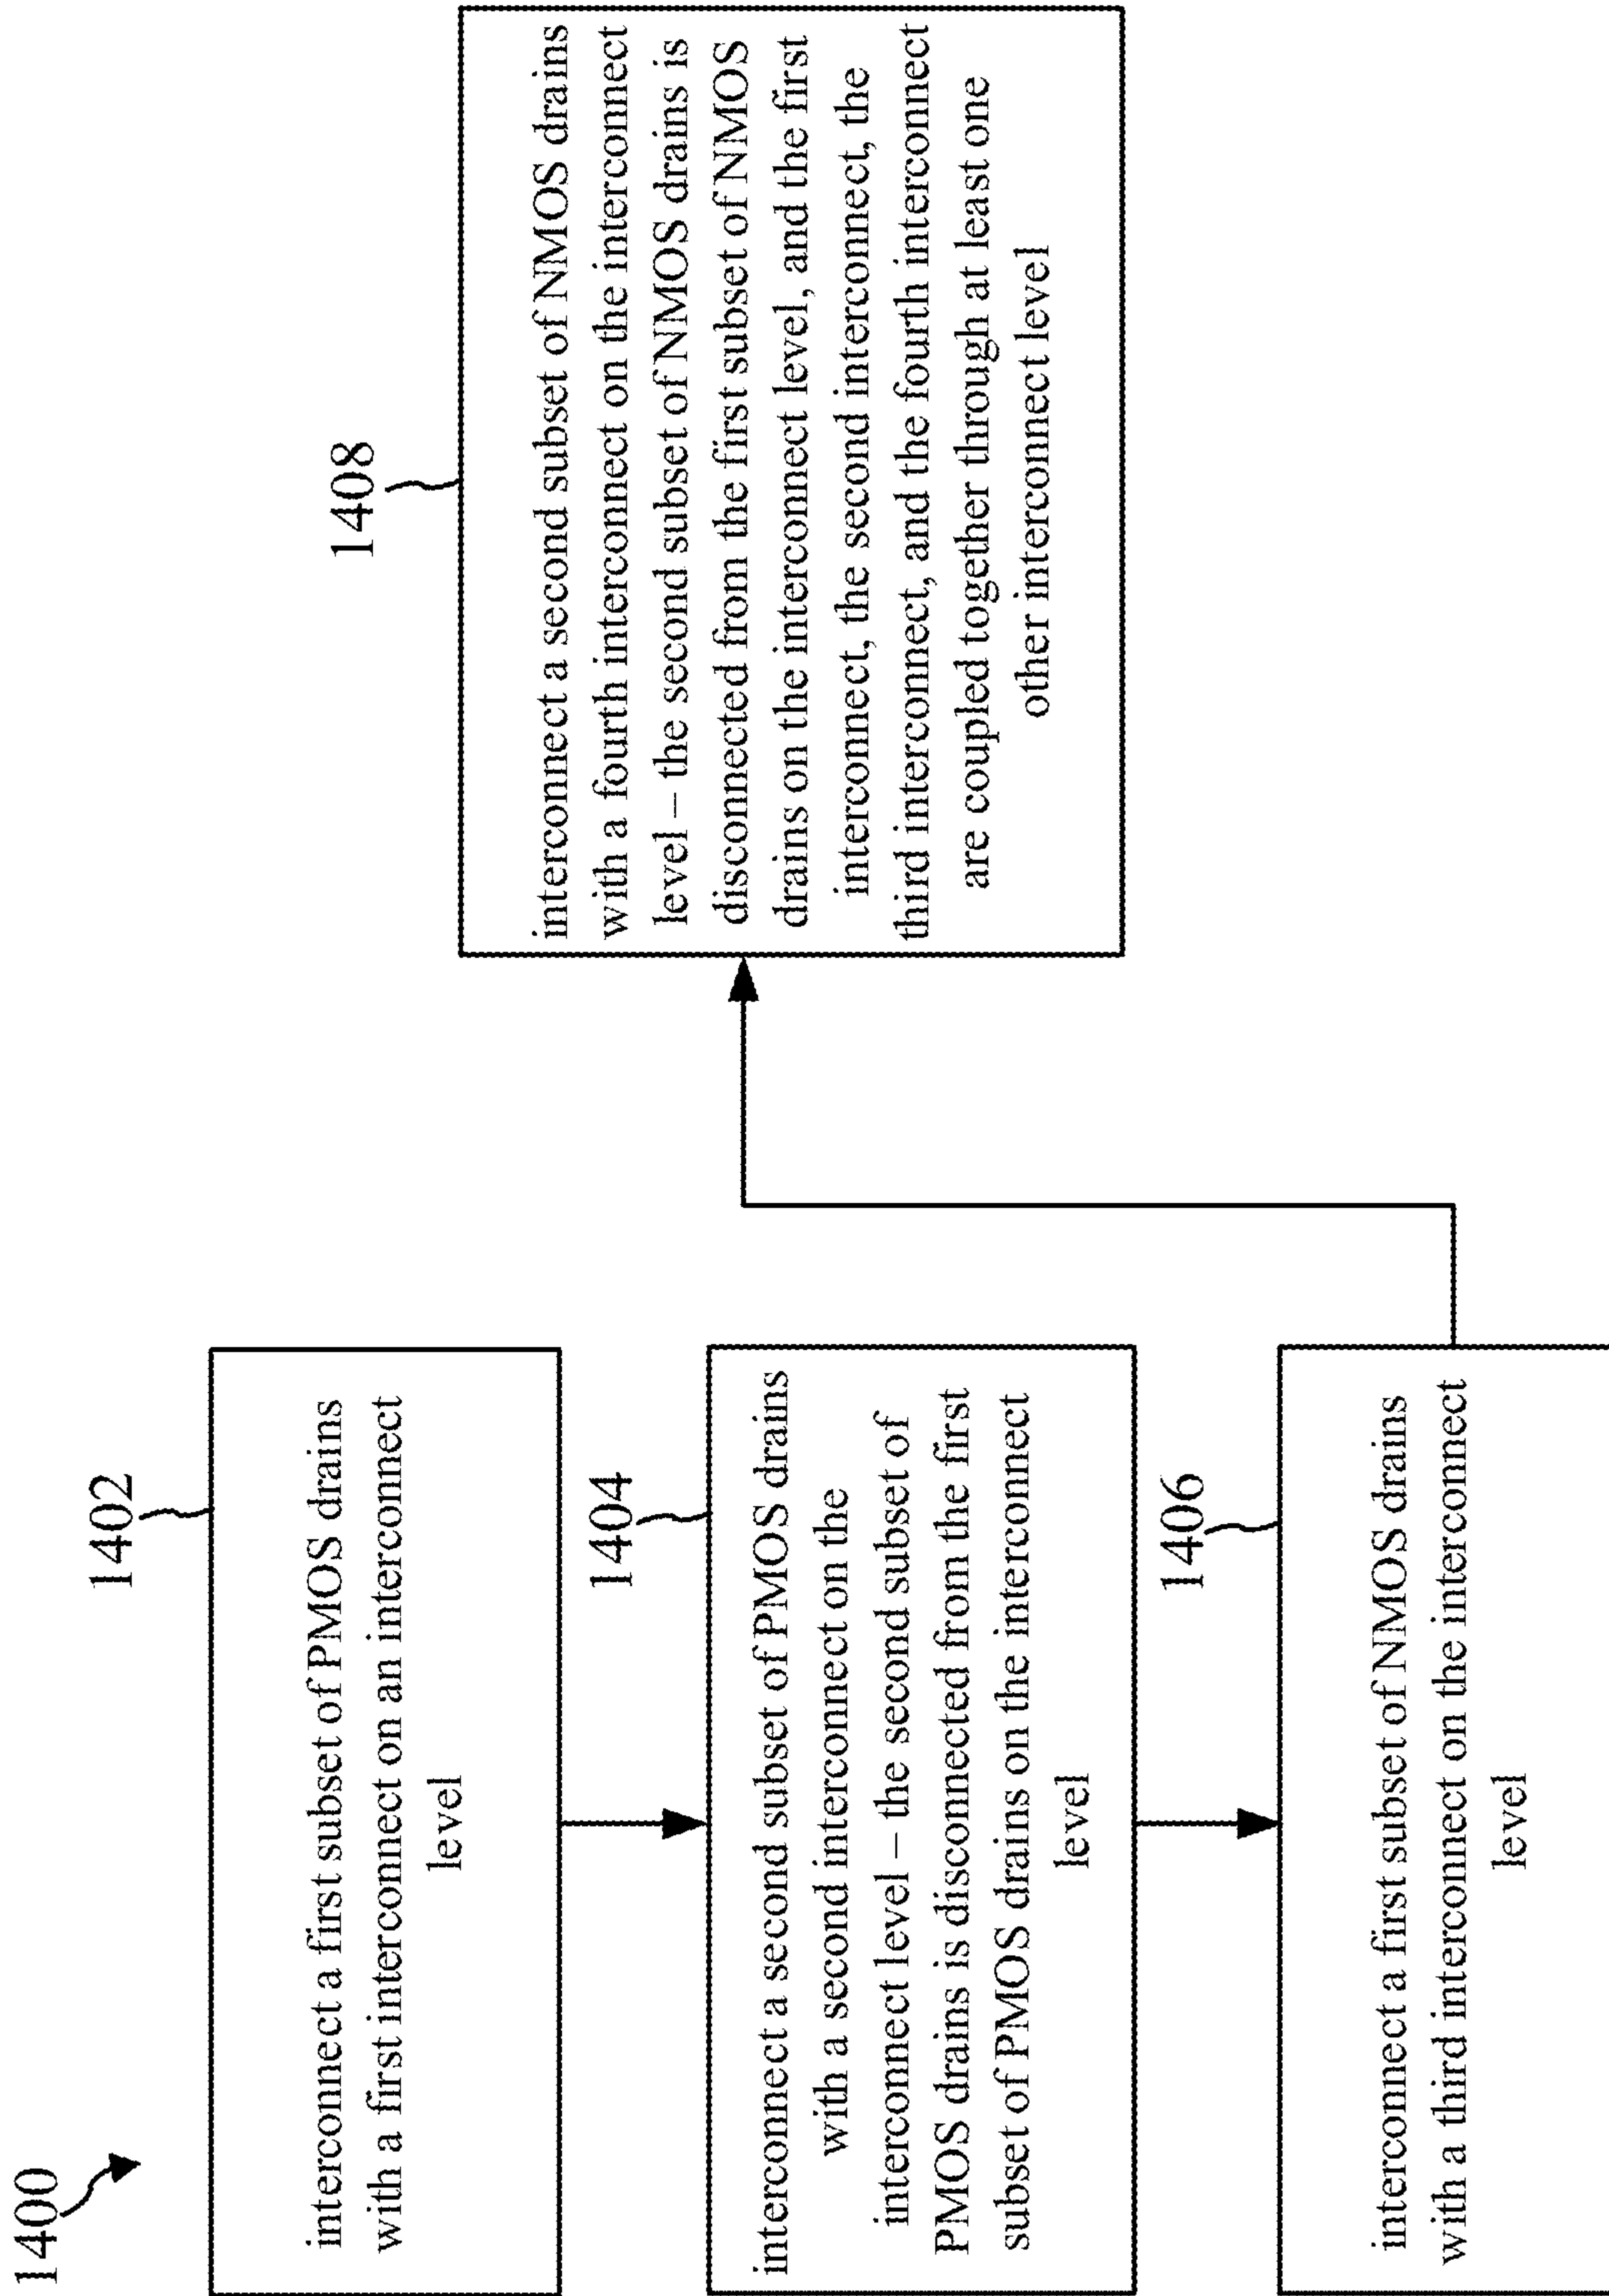 1400
1402
interconnect a first subset of PMOS drains
with a first interconnect on an interconnect
level
1404
interconnect a second subset of PMOS drains
with a second interconnect on the
interconnect level – the second subset of
PMOS drains is disconnected from the first
subset of PMOS drains on the interconnect
level
1406
interconnect a first subset of NMOS drains
with a third interconnect on the interconnect
level
1408
interconnect a second subset of NMOS drains
with a fourth interconnect on the interconnect
level – the second subset of NMOS drains is
disconnected from the first subset of NMOS
drains on the interconnect level, and the first
interconnect, the second interconnect, the
third interconnect, and the fourth interconnect
are coupled together through at least one
other interconnect level